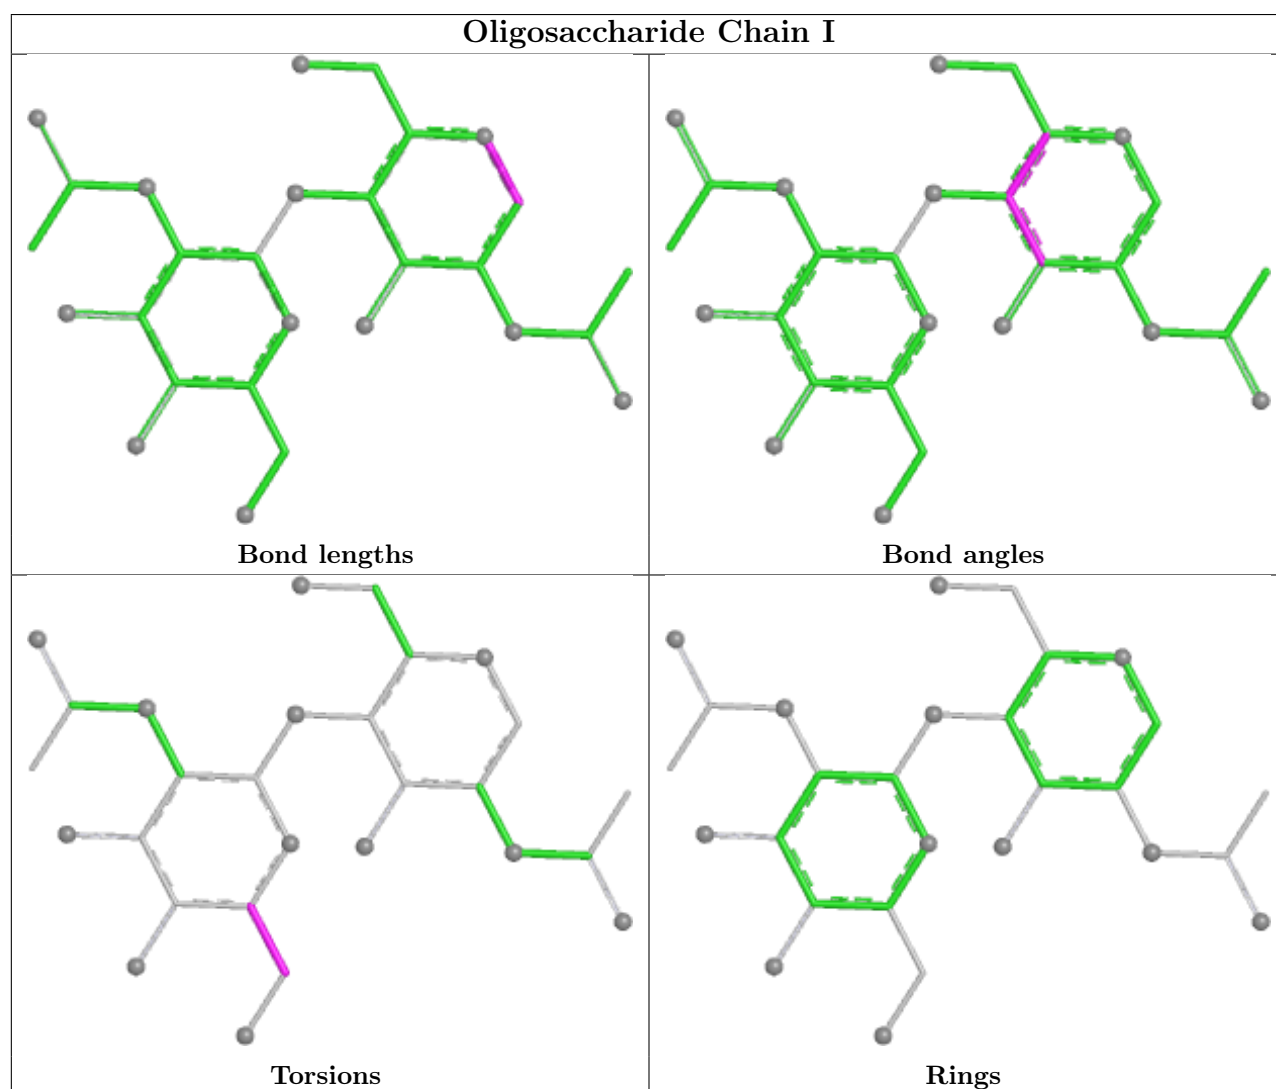 Oligosaccharide Chain I
Bond lengths
Bond angles
Torsions
Rings